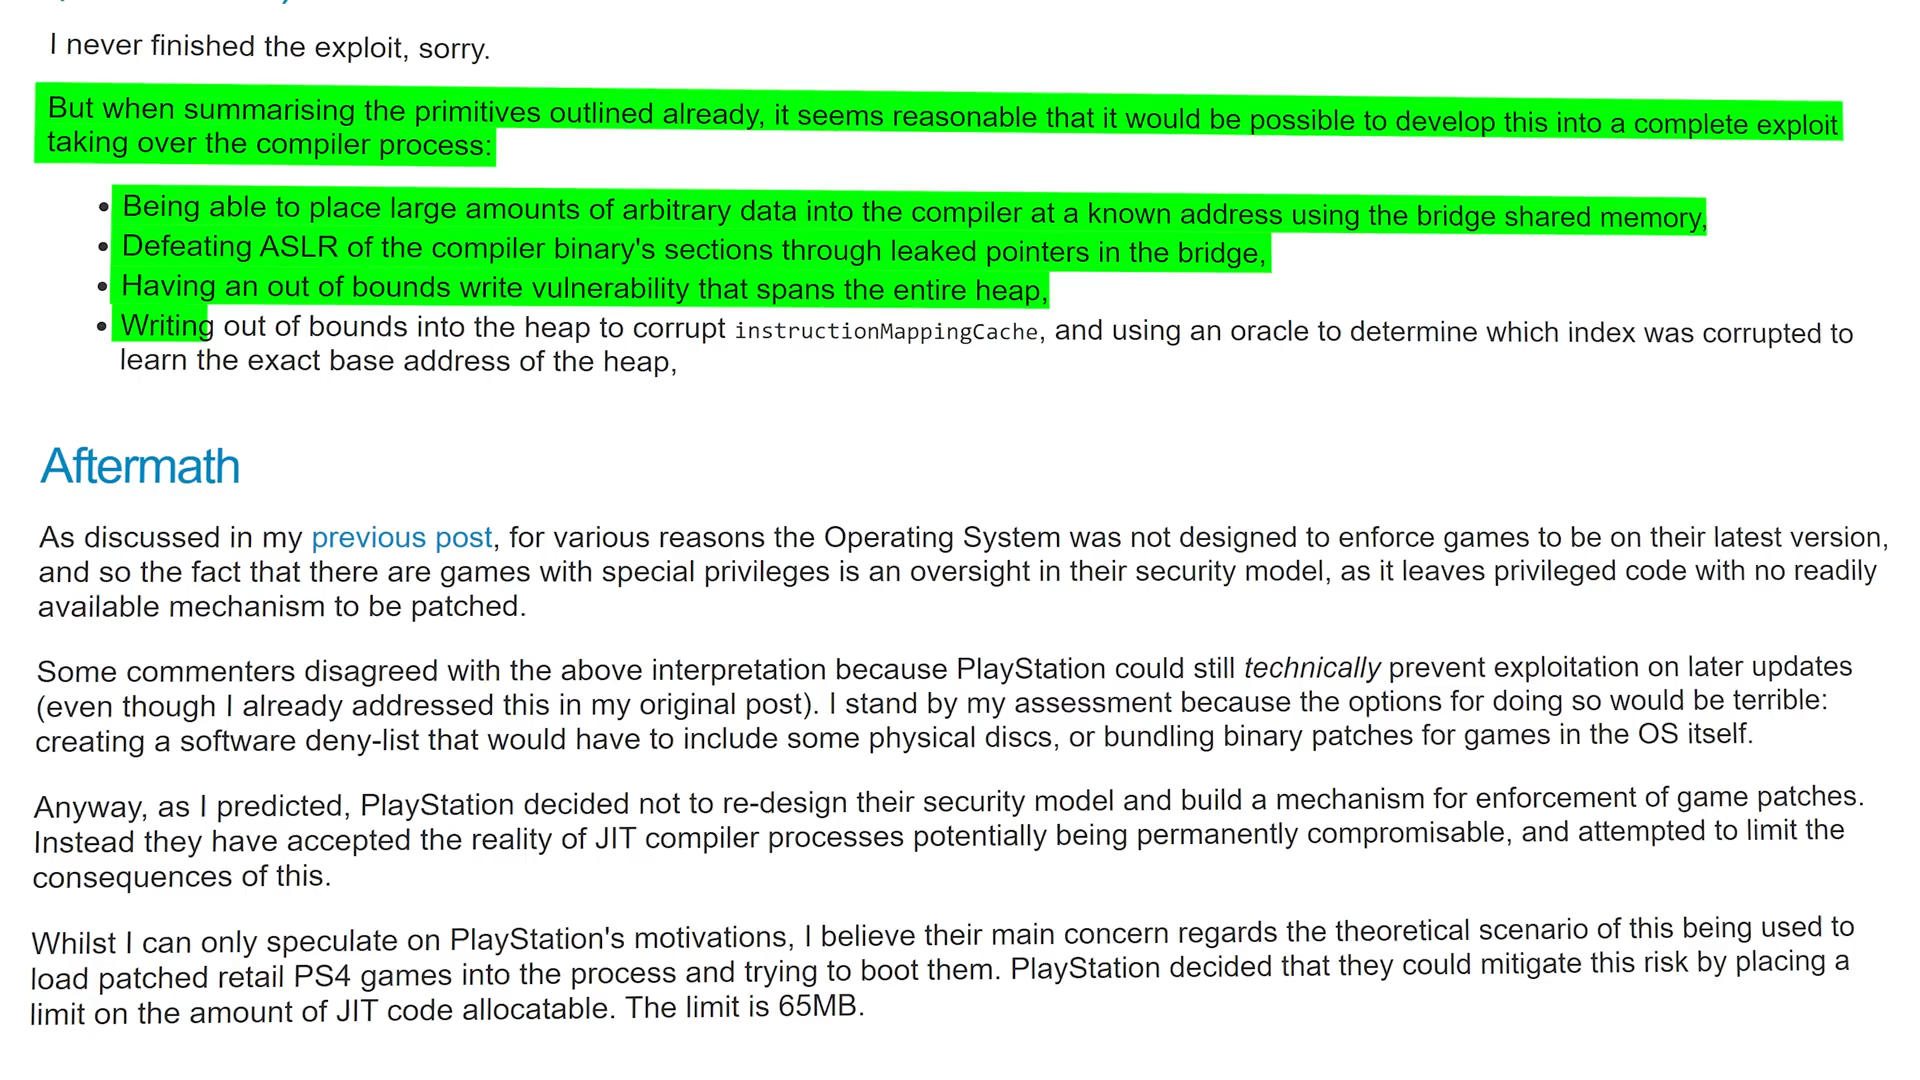 I never finished the exploit, sorry.
But when summarising the primitives outlined already, it seems reasonable that it would be possible to develop this into a complete exploit
taking over the compiler process:
• Being able to place large amounts of arbitrary data into the compiler at a known address using the bridge shared memory,
• Defeating ASLR of the compiler binary's sections through leaked pointers in the bridge,
• Having an out of bounds write vulnerability that spans the entire heap,
• Writing out of bounds into the heap to corrupt instructionMappingCache, and using an oracle to determine which index was corrupted to
learn the exact base address of the heap,
Aftermath
As discussed in my previous post, for various reasons the Operating System was not designed to enforce games to be on their latest version,
and so the fact that there are games with special privileges is an oversight in their security model, as it leaves privileged code with no readily
available mechanism to be patched.
Some commenters disagreed with the above interpretation because PlayStation could still technically prevent exploitation on later updates
(even though I already addressed this in my original post). I stand by my assessment because the options for doing so would be terrible:
creating a software deny-list that would have to include some physical discs, or bundling binary patches for games in the OS itself.
Anyway, as I predicted, PlayStation decided not to re-design their security model and build a mechanism for enforcement of game patches.
Instead they have accepted the reality of JIT compiler processes potentially being permanently compromisable, and attempted to limit the
consequences of this.
Whilst I can only speculate on PlayStation's motivations, I believe their main concern regards the theoretical scenario of this being used to
load patched retail PS4 games into the process and trying to boot them. PlayStation decided that they could mitigate this risk by placing a
limit on the amount of JIT code allocatable. The limit is 65MB.